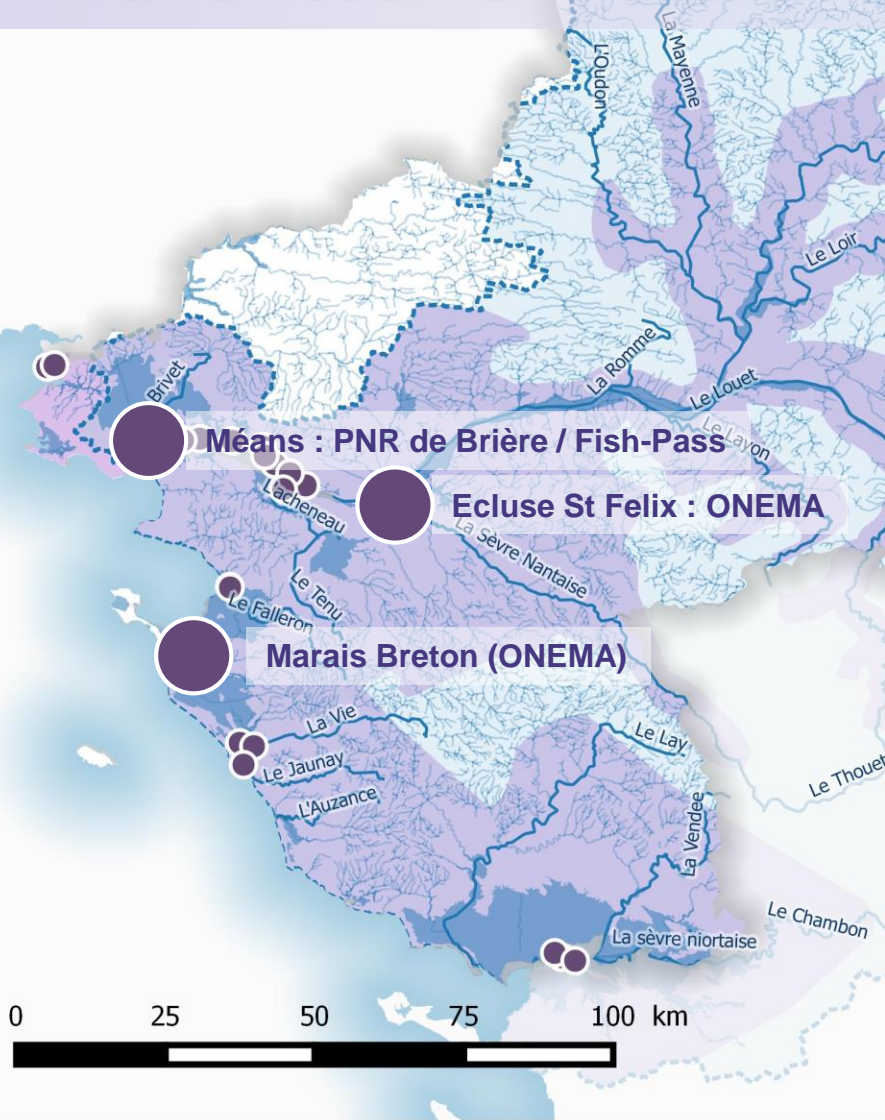 L'Oudon
La Mayenne
Le Loir
La Romme
Brivet
Le Louet
Le Layon
Méans : PNR de Brière / Fish-Pass
Ecluse St Felix : ONEMA
Lacheneau
La Sèvre Nantaise
Le Tenu
Le Falleron
Marais Breton (ONEMA)
La Vie
Le Lay
Le Jaunay
Le Thouet
L'Auzance
La Vendee
Le Chambon
La sèvre niortaise
0 25 50 75 100 km